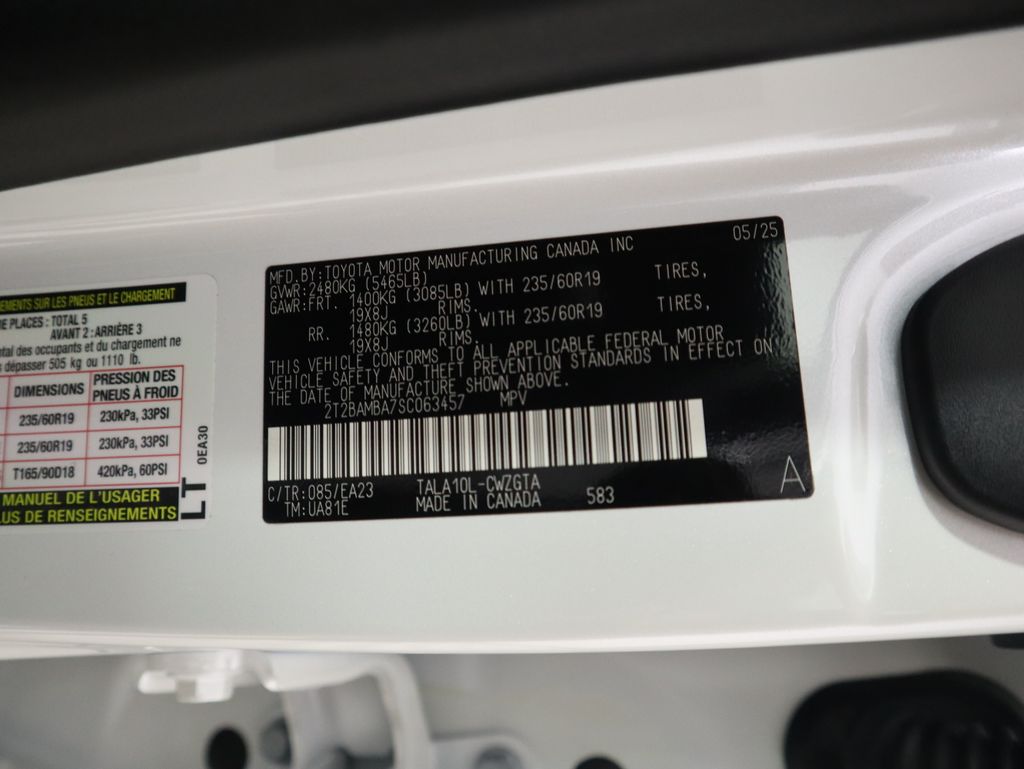 EMENTS SUR LES PNEUS ET LE CHARGEMENT
PLACES : TOTAL 5
AVANT 2 : ARRIÈRE 3
tal des occupants et du chargement ne
dépasser 505 kg ou 1110 lb.
DIMENSIONS PRESSION DES PNEUS À FROID
235/60R19 230kPa, 33PSI
235/60R19 230kPa, 33PSI
T165/90D18 420kPa, 60PSI
MANUEL DE L'USAGER
LUS DE RENSEIGNEMENTS
0EA30
LT
MFD.BY:TOYOTA MOTOR MANUFACTURING CANADA INC 05/25
GVWR:2480KG (5465LB)
GAWR:FRT. 1400KG (3085LB) WITH 235/60R19 TIRES,
19X8J RIMS.
RR. 1480KG (3260LB) WITH 235/60R19 TIRES,
19X8J RIMS.
THIS VEHICLE CONFORMS TO ALL APPLICABLE FEDERAL MOTOR
VEHICLE SAFETY AND THEFT PREVENTION STANDARDS IN EFFECT ON
THE DATE OF MANUFACTURE SHOWN ABOVE.
2T2BAMBA7SC063457 MPV
C/TR:085/EA23 TALA10L-CWZGTA
TM:UA81E MADE IN CANADA 583
A